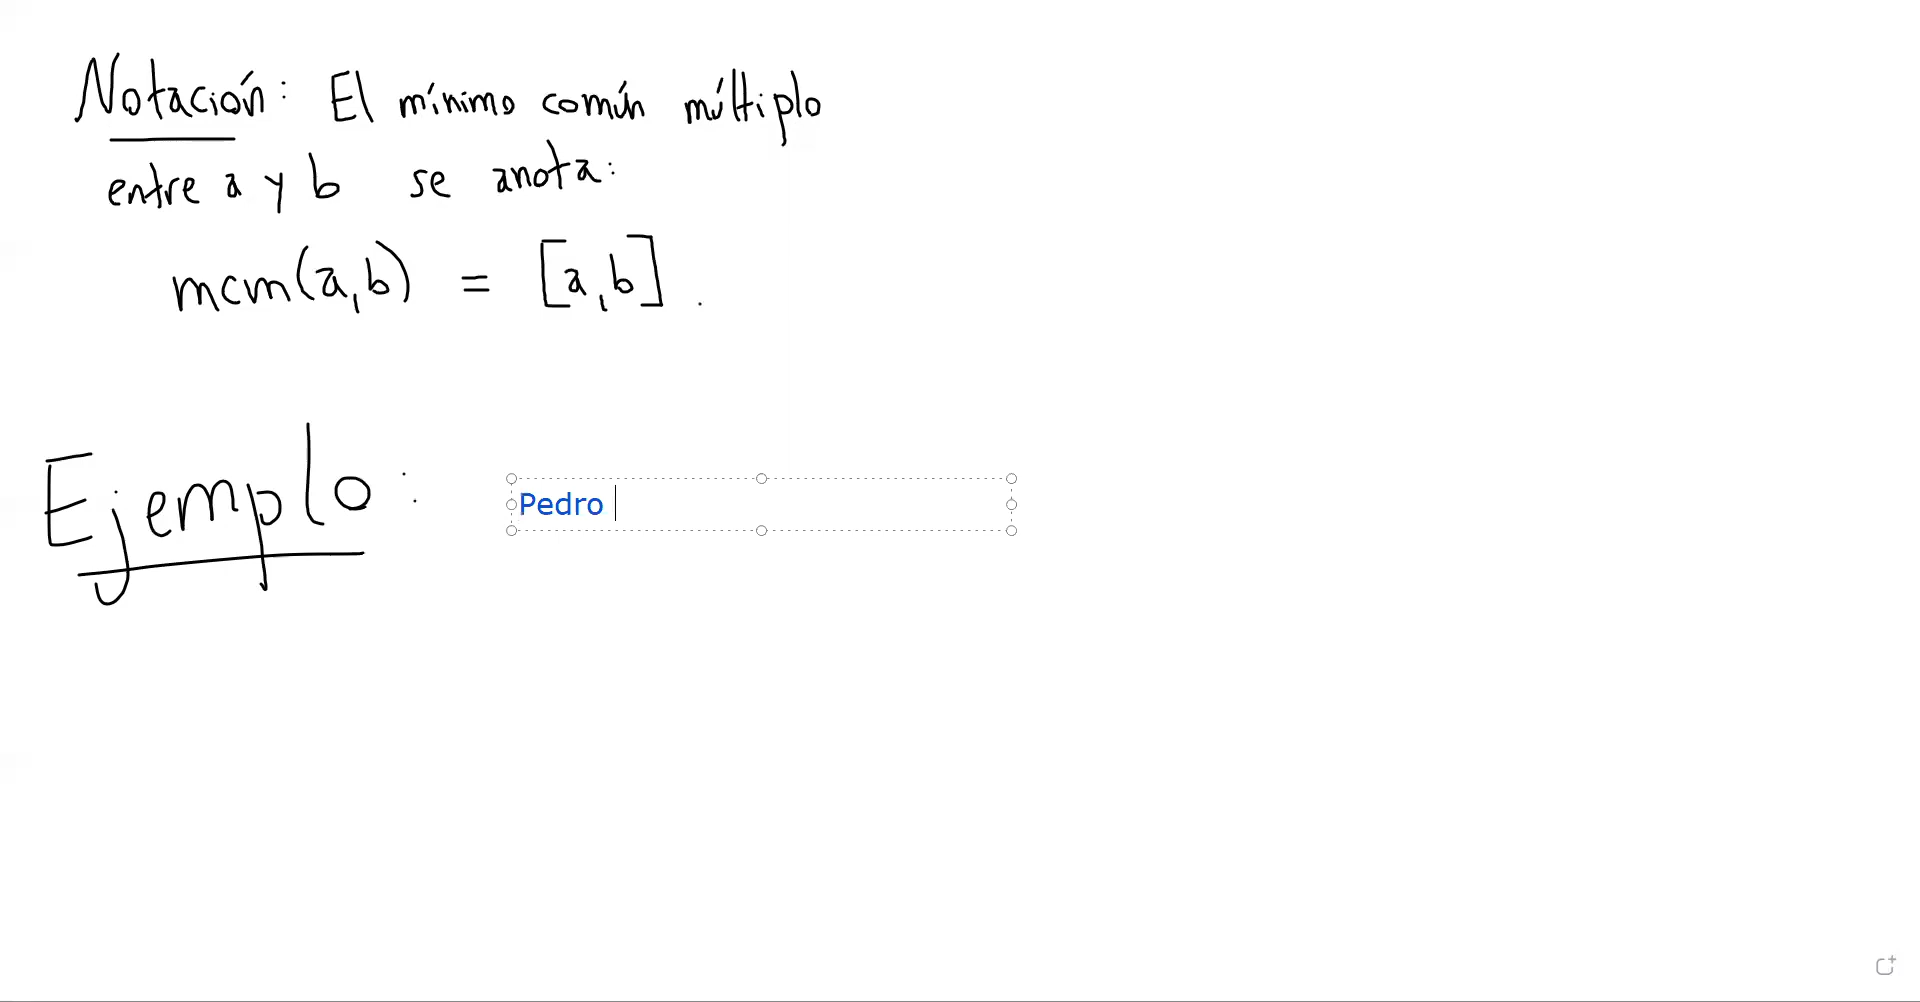 Notación: El mínimo común múltiplo
entre a y b se anota:
mcm(a,b) = [a,b].
Ejemplo: Pedro